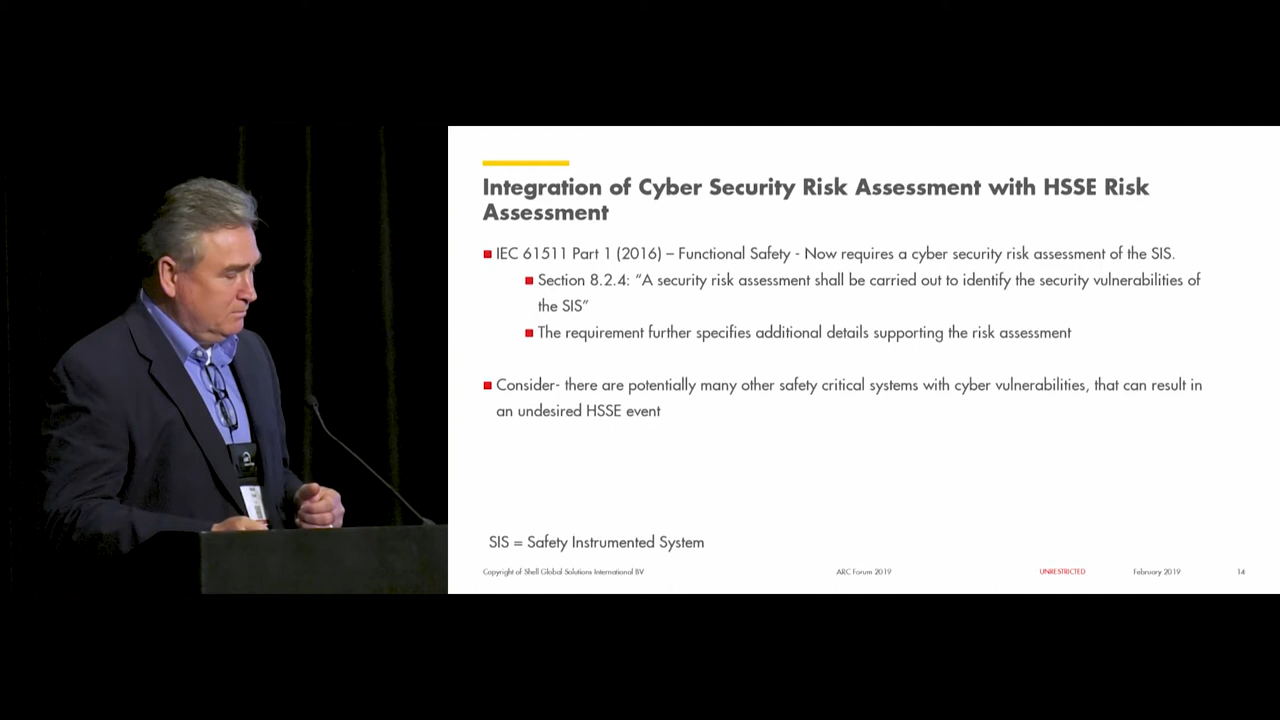 Integration of Cyber Security Risk Assessment with HSSE Risk
Assessment
IEC 61511 Part 1 (2016) – Functional Safety - Now requires a cyber security risk assessment of the SIS.
Section 8.2.4: “A security risk assessment shall be carried out to identify the security vulnerabilities of
the SIS”
The requirement further specifies additional details supporting the risk assessment
Consider- there are potentially many other safety critical systems with cyber vulnerabilities, that can result in
an undesired HSSE event
SIS = Safety Instrumented System
Copyright of Shell Global Solutions International BV
ARC Forum 2019
UNRESTRICTED
February 2019
14